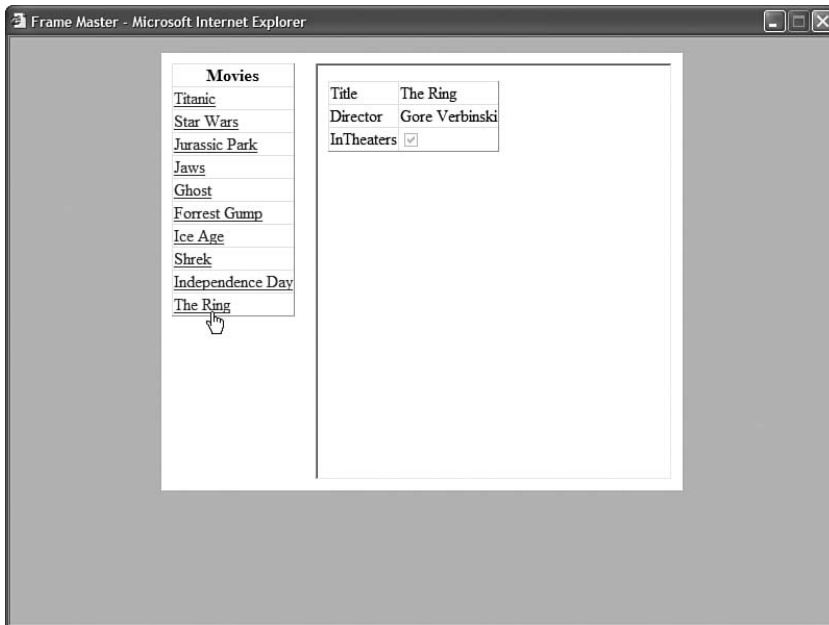 Frame Master - Microsoft Internet Explorer
Movies
Titanic
Star Wars
Jurassic Park
Jaws
Ghost
Forrest Gump
Ice Age
Shrek
Independence Day
The Ring
Title The Ring
Director Gore Verbinski
InTheaters